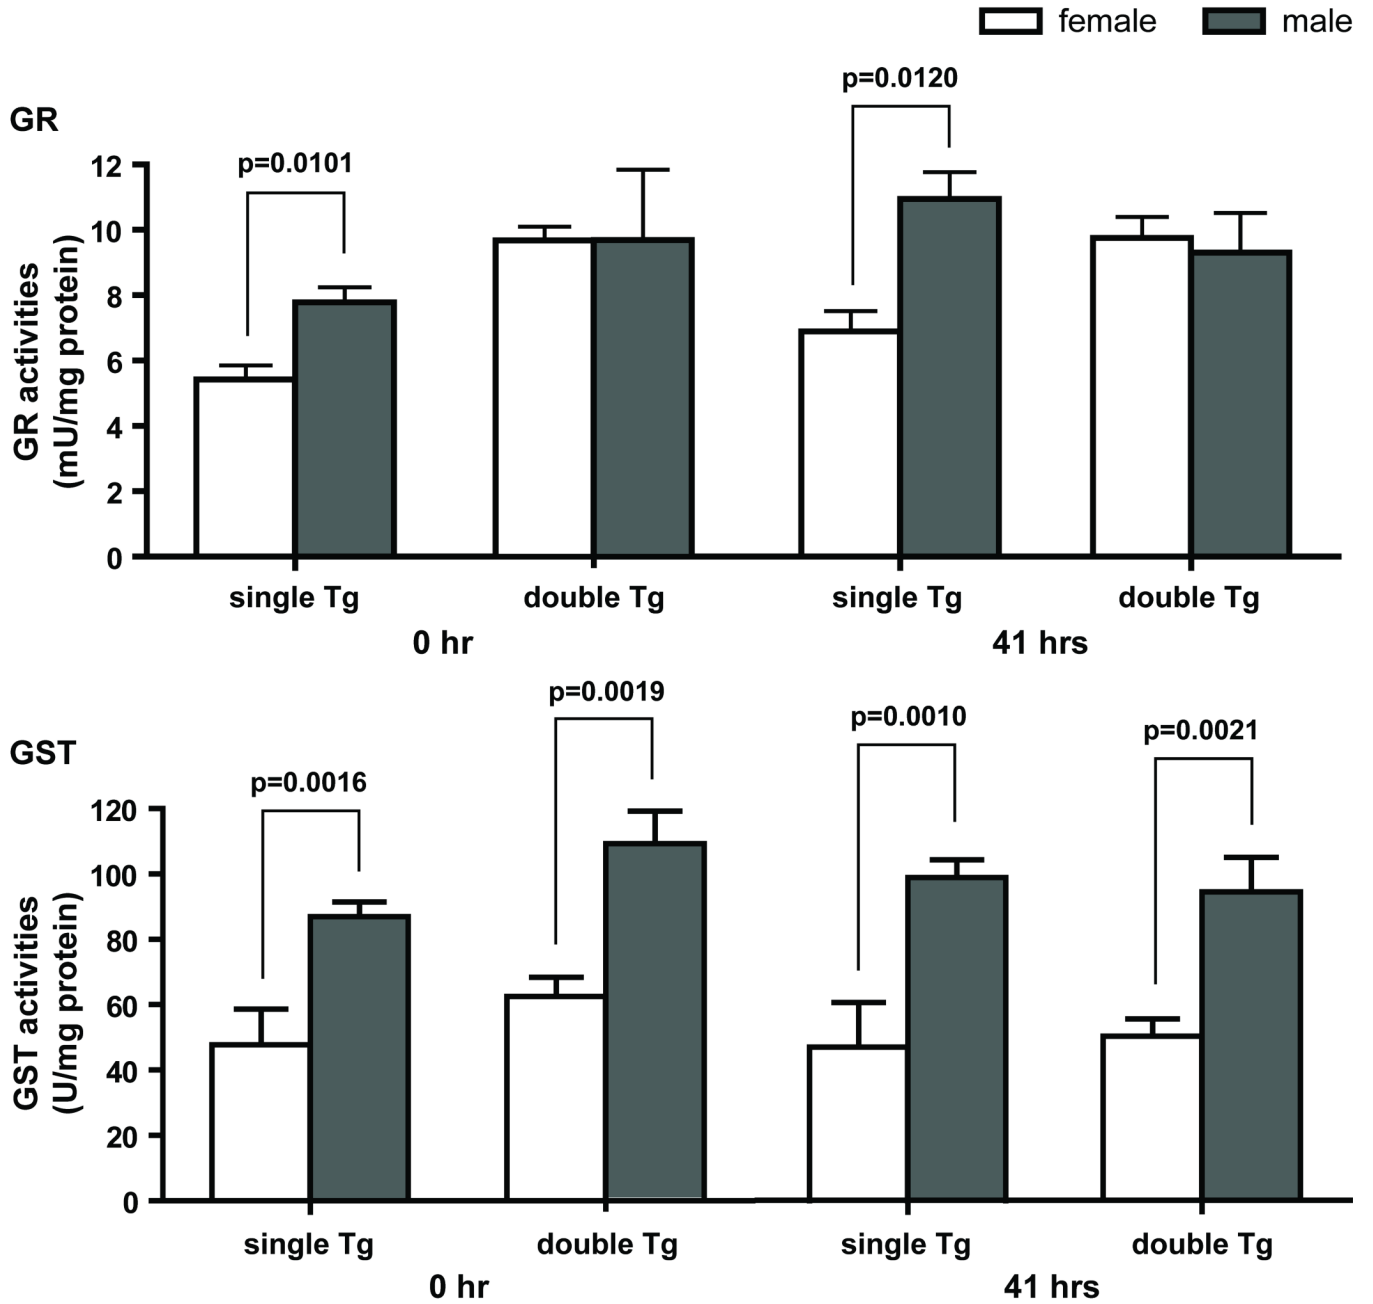 female male
GR
p=0.0101
p=0.0120
GR activities
(mU/mg protein)
12
10
8
6
4
2
0
single Tg double Tg single Tg double Tg
0 hr 41 hrs
GST
p=0.0016
p=0.0019
p=0.0010
p=0.0021
GST activities
(U/mg protein)
120
100
80
60
40
20
0
single Tg double Tg single Tg double Tg
0 hr 41 hrs